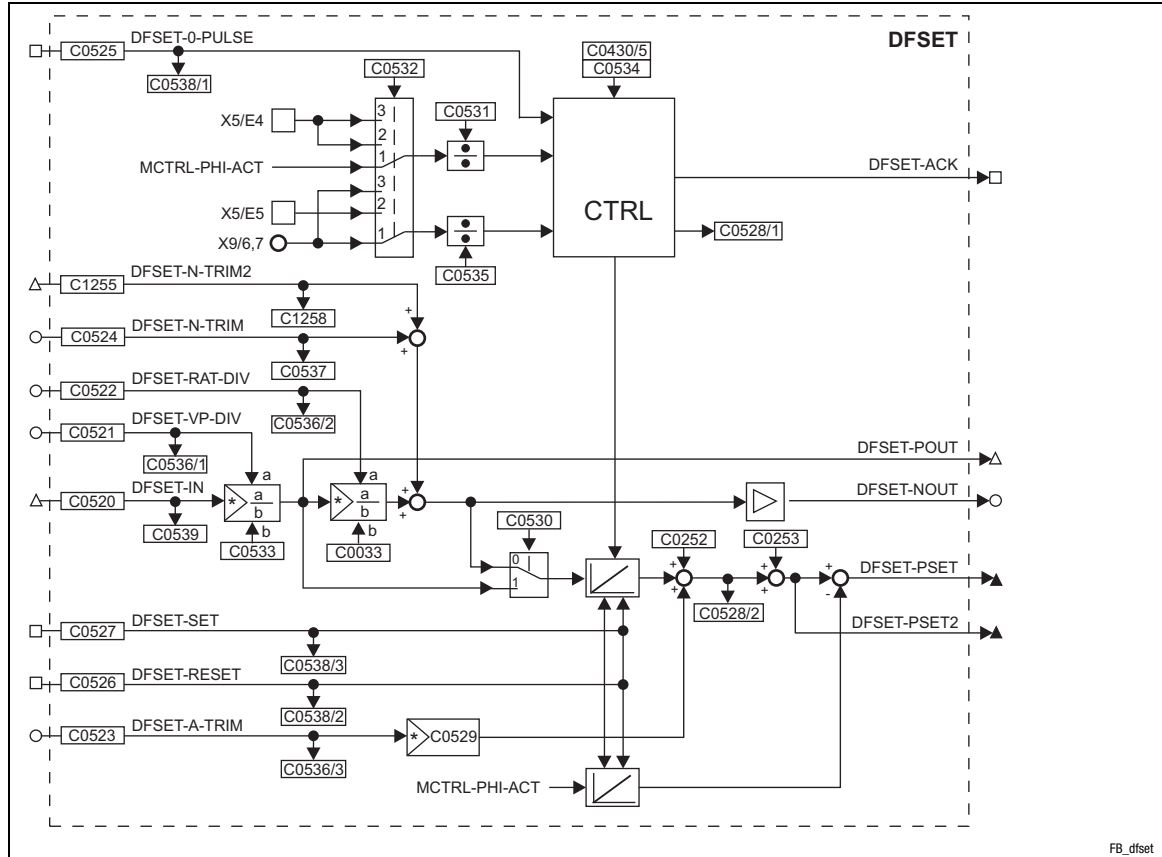 DFSET
C0525
DFSET-0-PULSE
C0538/1
C0532
C0430/5
C0534
X5/E4
3
2
1
C0531
MCTRL-PHI-ACT
3
2
1
X5/E5
X9/6,7
C0535
CTRL
DFSET-ACK
C0528/1
C1255
DFSET-N-TRIM2
C1258
+
+
C0524
DFSET-N-TRIM
C0537
C0522
DFSET-RAT-DIV
C0536/2
C0521
DFSET-VP-DIV
C0536/1
a
a
DFSET-POUT
C0520
DFSET-IN
C0539
* a
b
* a
b
+
+
DFSET-NOUT
b
C0533
b
C0033
C0530
0
1
C0252
C0253
+
+
+
+
+
-
C0528/2
DFSET-PSET
DFSET-PSET2
C0527
DFSET-SET
C0538/3
C0526
DFSET-RESET
C0538/2
C0523
DFSET-A-TRIM
C0536/3
* C0529
MCTRL-PHI-ACT
FB_dfset